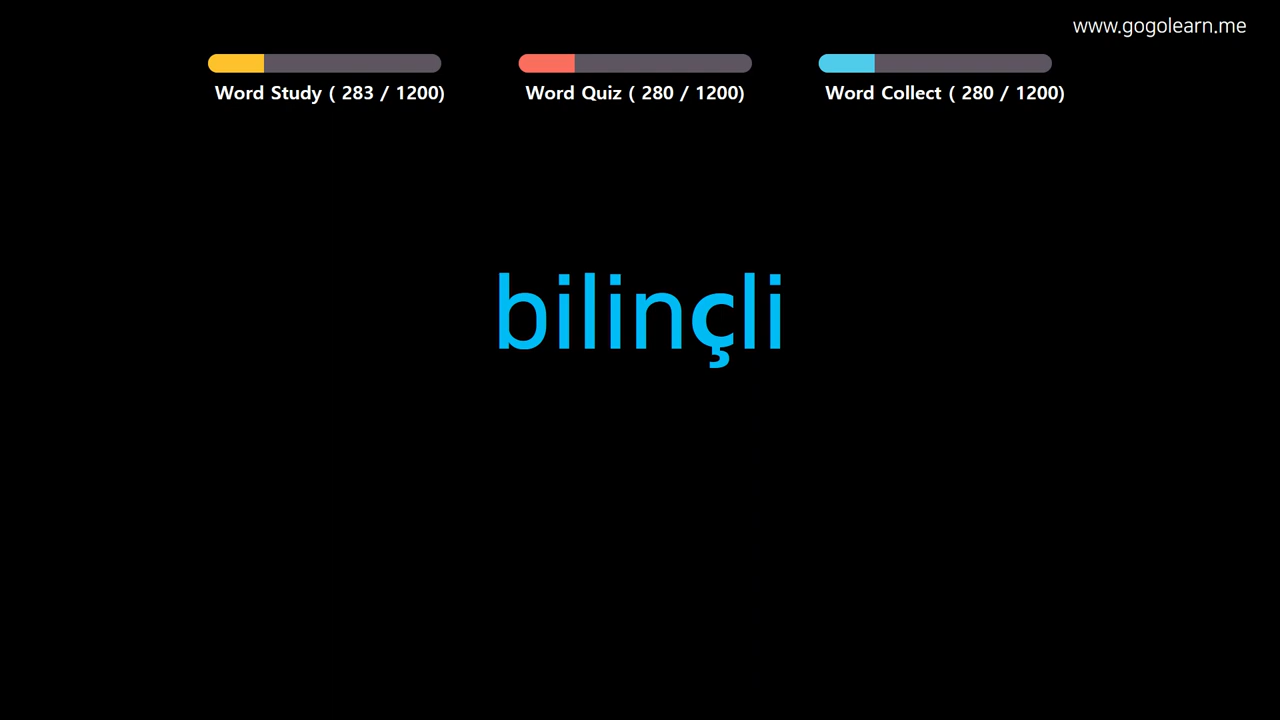 www.gogolearn.me
Word Study ( 283 / 1200)
Word Quiz ( 280 / 1200)
Word Collect ( 280 / 1200)
bilinçli